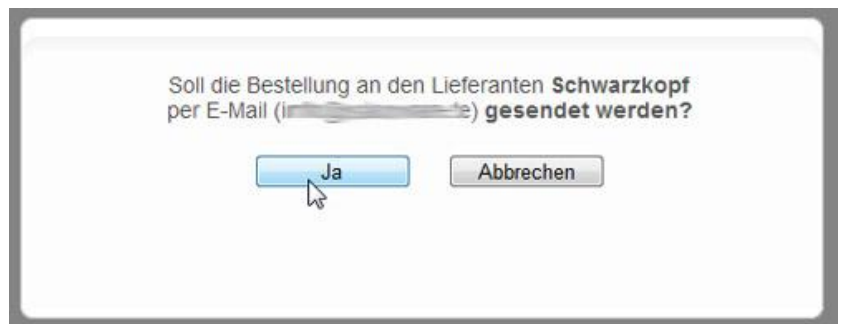 Soll die Bestellung an den Lieferanten Schwarzkopf
per E-Mail () gesendet werden?
Ja
Abbrechen